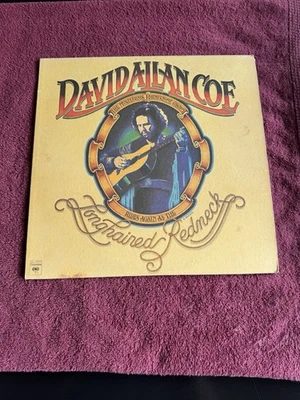 DAVID ALLAN COE
THE MYSTERIOUS RHINESTONE COWBOY
RIDES AGAIN AS THE
Longhaired Redneck